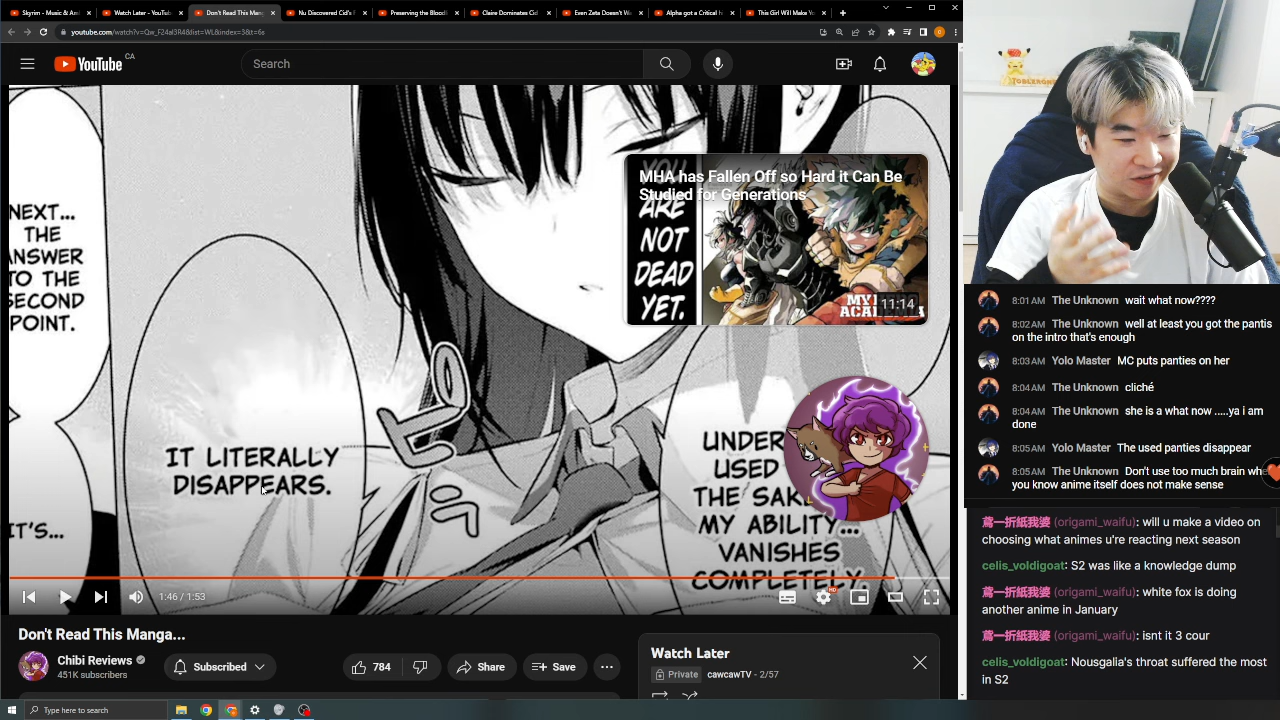 Skyrim - Music & An
Watch Later - YouTu
Don't Read This Mang
Nu Discovered Cid's
Preserving the Blood
Claire Dominates Cid
Even Zeta Doesn't W
Alpha got a Critical H
This Girl Will Make Y
youtube.com/watch?v=Qw_F24al3R4&list=WL&index=3&t=6s
YouTube CA
Search
NEXT...
THE
ANSWER
TO THE
SECOND
POINT.
IT'S...
IT LITERALLY
DISAPPEARS.
ピ
ラ
YOU
ARE
NOT
DEAD
YET.
MHA has Fallen Off so Hard it Can Be
Studied for Generations
11:14
UNDER
USED
THE
MY ABILITY...
VANISHES
COMPLETELY.
1:46 / 1:53
HD
Don't Read This Manga...
Chibi Reviews
451K subscribers
Subscribed
784
Share
Save
Watch Later
Private
cawcawTV - 2/57
Type here to search
TOBLERONE
8:01 AM The Unknown wait what now????
8:02 AM The Unknown well at least you got the pantis
on the intro that's enough
8:03 AM Yolo Master MC puts panties on her
8:04 AM The Unknown cliché
8:04 AM The Unknown she is a what now .....ya i am
done
8:05 AM Yolo Master The used panties disappear
8:05 AM The Unknown Don't use too much brain
you know anime itself does not make sense
鳶一折紙我婆 (origami_waifu): will u make a video on
choosing what animes u're reacting next season
celis_voldigoat: S2 was like a knowledge dump
鳶一折紙我婆 (origami_waifu): white fox is doing
another anime in January
鳶一折紙我婆 (origami_waifu): isnt it 3 cour
celis_voldigoat: Nousgalia's throat suffered the most
in S2